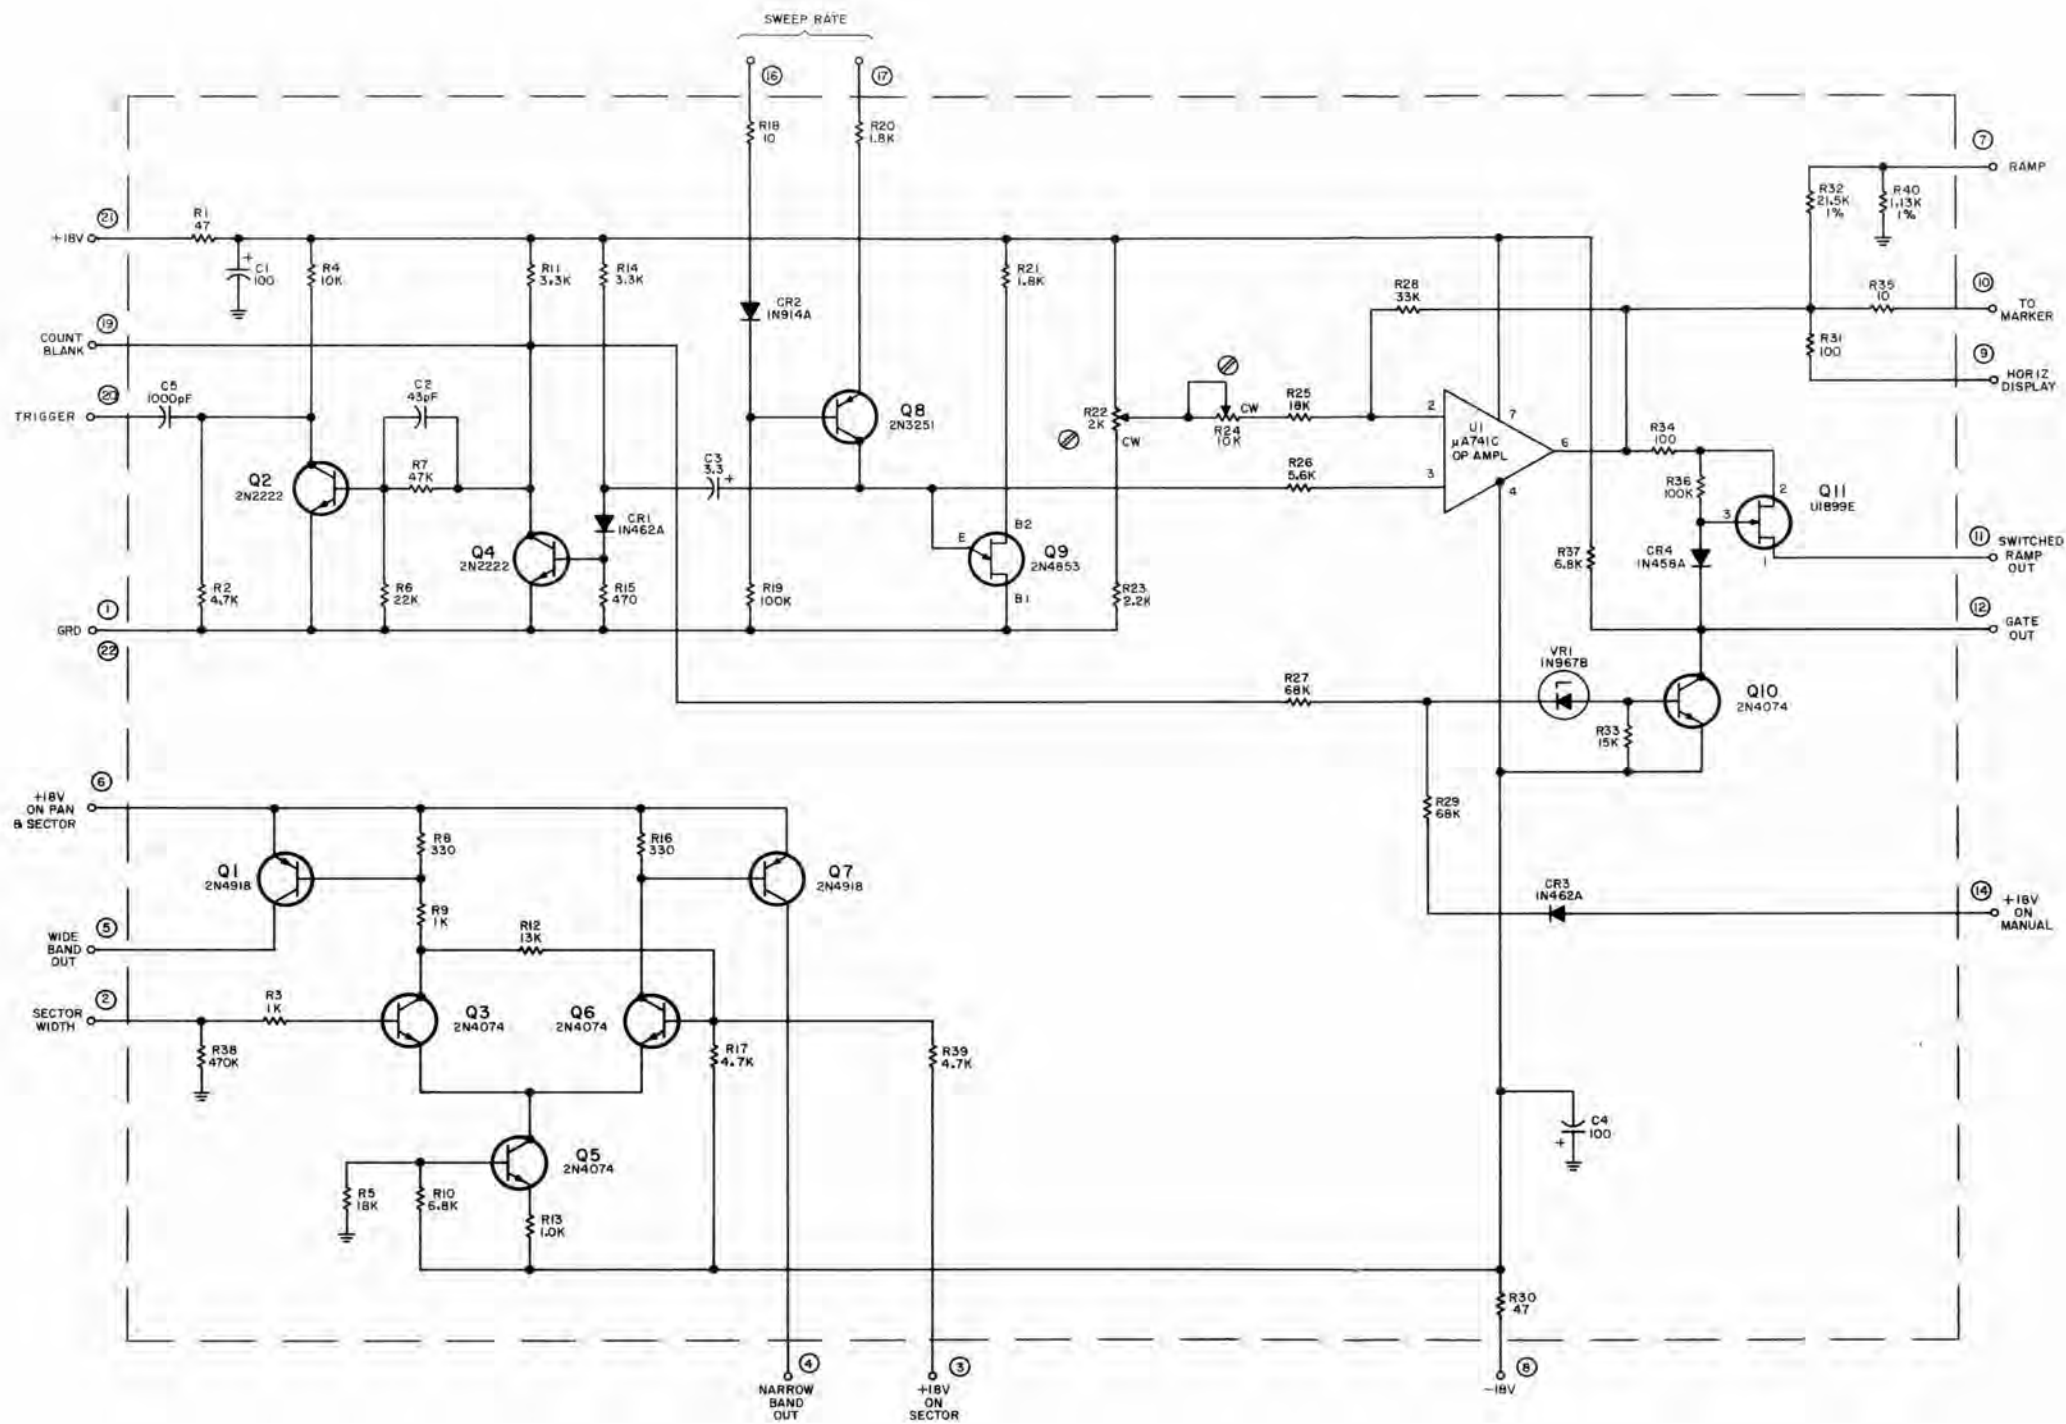 SWEEP RATE
16
17
R18
10
R20
1.8K
7
RAMP
R32
21.5K
1%
R40
1.13K
1%
21
+18V
R1
47
+
C1
100
R4
10K
R11
3.3K
R14
3.3K
CR2
1N914A
R21
1.8K
R28
33K
R35
10
10
TO
MARKER
R31
100
9
HORIZ
DISPLAY
19
COUNT
BLANK
20
TRIGGER
C5
1000pF
C2
43pF
R7
47K
Q2
2N2222
Q8
2N3251
R22
2K
CW
CW
R24
10K
R25
18K
2
7
U1
µA741C
OP AMPL
6
3
4
R34
100
C3
3.3
+
R26
5.6K
R36
100K
2
3
1
Q11
U1899E
CR1
1N462A
Q4
2N2222
B2
E
B1
Q9
2N4853
R37
6.8K
CR4
1N458A
11
SWITCHED
RAMP
OUT
R2
4.7K
R6
22K
R15
470
R19
100K
R23
2.2K
1
GRD
22
12
GATE
OUT
VR1
1N967B
R27
68K
Q10
2N4074
R33
15K
6
+18V
ON PAN
& SECTOR
R8
330
R16
330
R29
68K
Q1
2N4918
Q7
2N4918
R9
1K
CR3
1N462A
14
+18V
ON
MANUAL
5
WIDE
BAND
OUT
R12
13K
2
SECTOR
WIDTH
R3
1K
Q3
2N4074
Q6
2N4074
R38
470K
R17
4.7K
R39
4.7K
C4
100
+
Q5
2N4074
R5
18K
R10
6.8K
R13
1.0K
R30
47
4
NARROW
BAND
OUT
3
+18V
ON
SECTOR
8
-18V